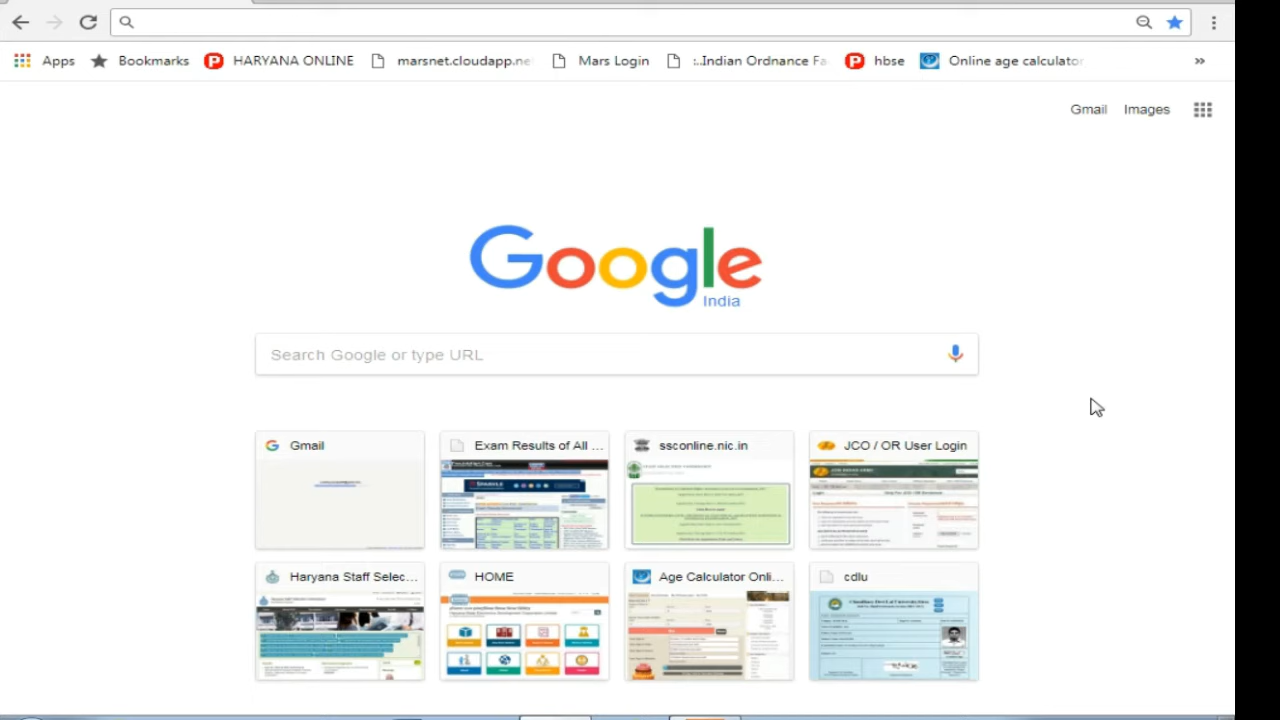 Apps Bookmarks HARYANA ONLINE marsnet.cloudapp.ne Mars Login :.Indian Ordnance Fa hbse Online age calculator »
Gmail Images
Google
India
Search Google or type URL
Gmail Exam Results of All ... ssconline.nic.in JCO / OR User Login
Haryana Staff Selec... HOME Age Calculator Onli... cdlu